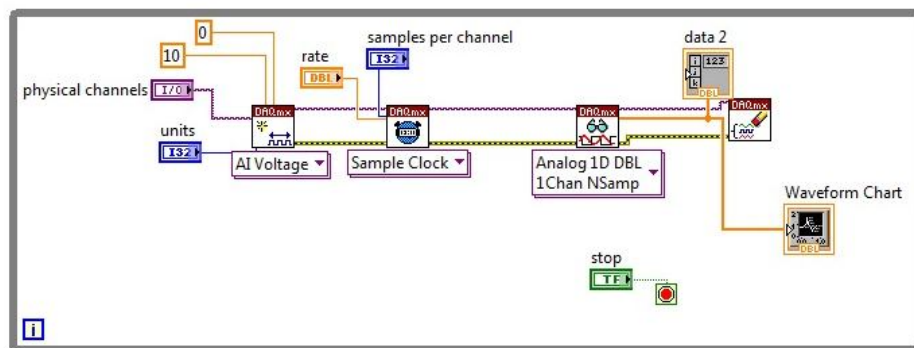 0
10
samples per channel
I32
rate
DBL
data 2
123
DBL
physical channels
I/O
DAQmx
DAQmx
DAQmx
DAQmx
units
I32
AI Voltage
Sample Clock
Analog 1D DBL
1Chan NSamp
Waveform Chart
DBL
stop
TF
i